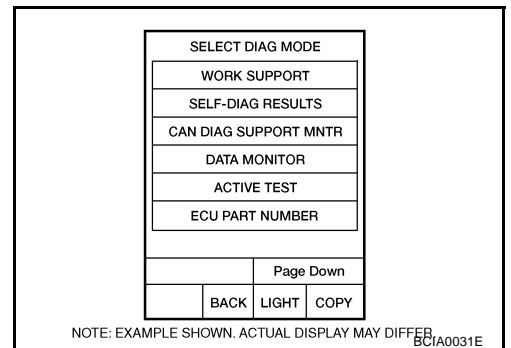 SELECT DIAG MODE
WORK SUPPORT
SELF-DIAG RESULTS
CAN DIAG SUPPORT MNTR
DATA MONITOR
ACTIVE TEST
ECU PART NUMBER
Page Down
BACK LIGHT COPY
NOTE: EXAMPLE SHOWN. ACTUAL DISPLAY MAY DIFFER.
BCIA0031E